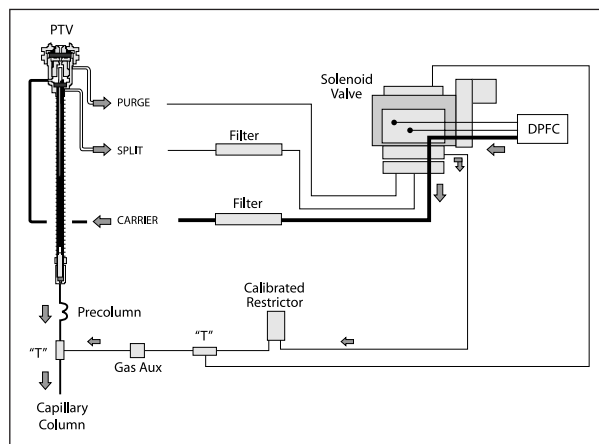 PTV
Solenoid
Valve
PURGE
DPFC
Filter
SPLIT
Filter
CARRIER
Calibrated
Restrictor
Precolumn
"T"
"T"
Gas Aux
Capillary
Column